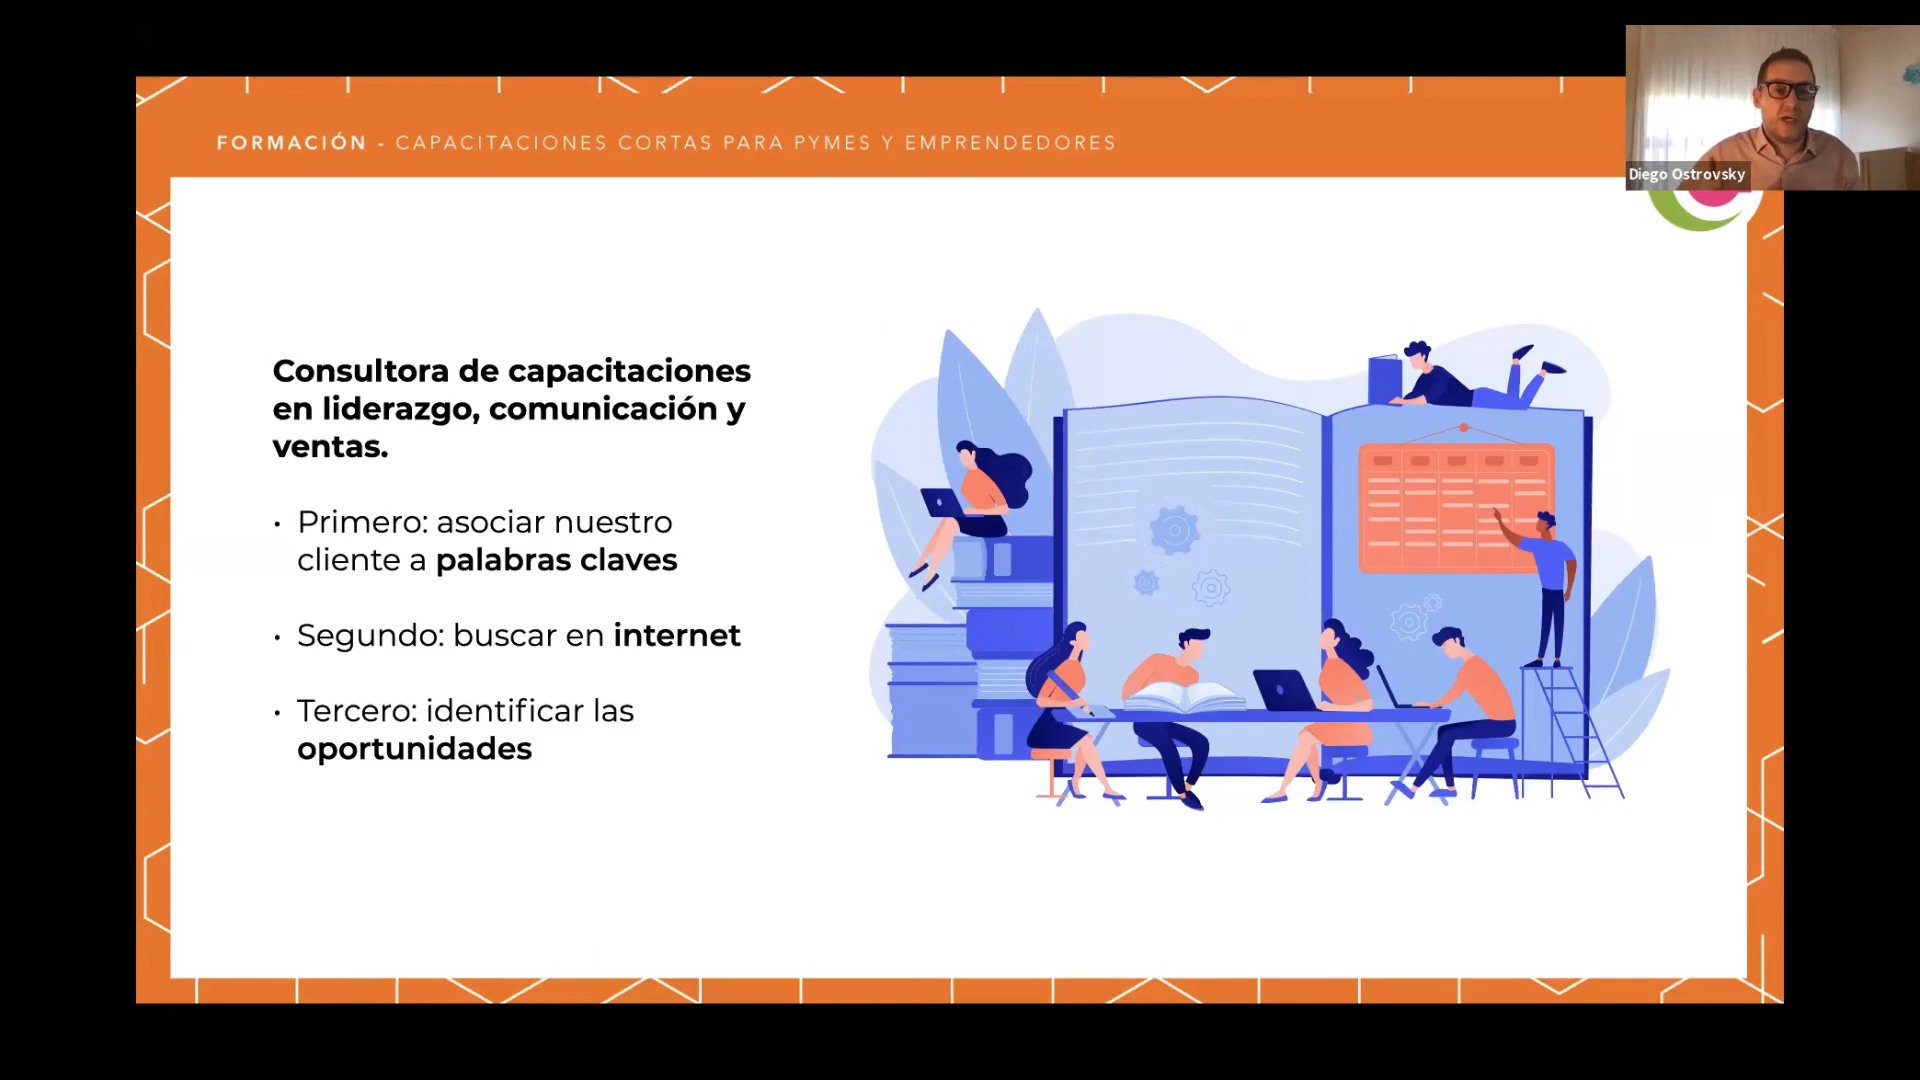 FORMACIÓN - CAPACITACIONES CORTAS PARA PYMES Y EMPRENDEDORES
Diego Ostrovsky
Consultora de capacitaciones
en liderazgo, comunicación y
ventas.
• Primero: asociar nuestro
cliente a palabras claves
• Segundo: buscar en internet
• Tercero: identificar las
oportunidades